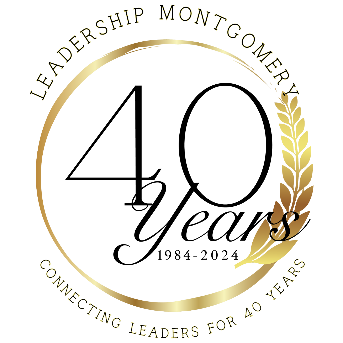 LEADERSHIP MONTGOMERY
40
Years
1984-2024
CONNECTING LEADERS FOR 40 YEARS